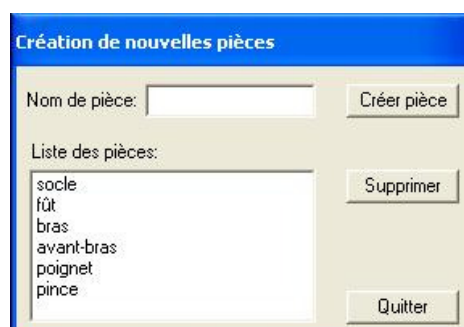 Création de nouvelles pièces
Nom de pièce:
Créer pièce
Liste des pièces:
socle
fût
bras
avant-bras
poignet
pince
Supprimer
Quitter